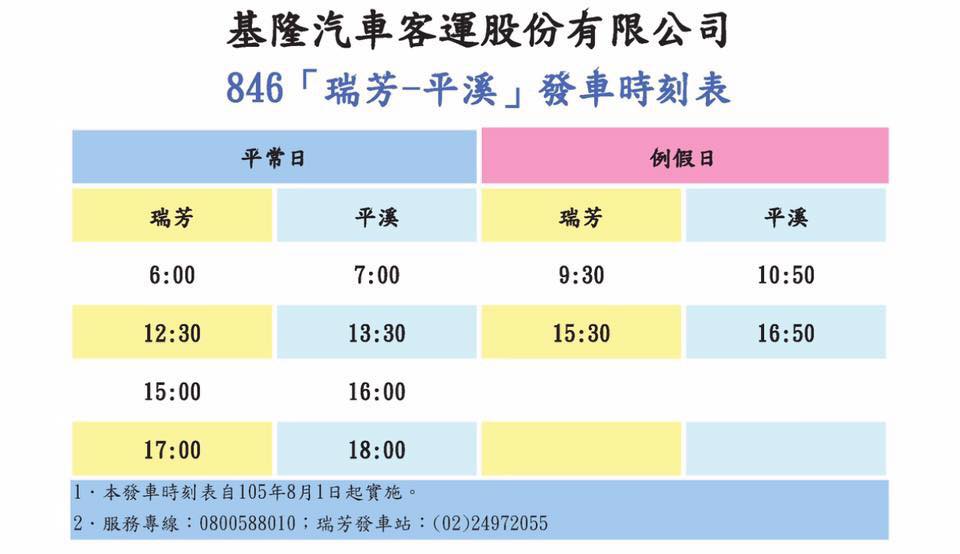 基隆汽車客運股份有限公司
846「瑞芳-平溪」發車時刻表
平常日 例假日
瑞芳 平溪 瑞芳 平溪
6:00 7:00 9:30 10:50
12:30 13:30 15:30 16:50
15:00 16:00
17:00 18:00
1．本發車時刻表自105年8月1日起實施。
2．服務專線：0800588010；瑞芳發車站：(02)24972055